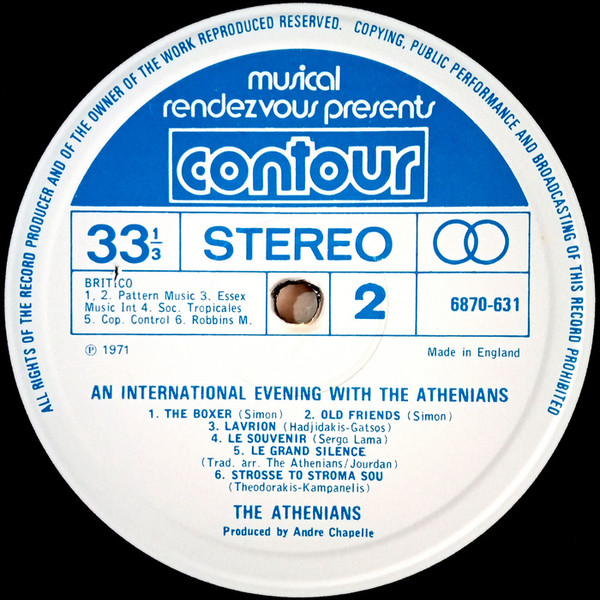 ALL RIGHTS OF THE RECORD PRODUCER AND OF THE OWNER OF THE WORK REPRODUCED RESERVED. COPYING, PUBLIC PERFORMANCE AND BROADCASTING OF THIS RECORD PROHIBITED
musical
rendezvous presents
contour
33 1/3 STEREO
BRITICO
1, 2. Pattern Music 3. Essex
Music Int 4. Soc. Tropicales
5. Cop. Control 6. Robbins M.
2
6870-631
℗ 1971
Made in England
AN INTERNATIONAL EVENING WITH THE ATHENIANS
1. THE BOXER (Simon) 2. OLD FRIENDS (Simon)
3. LAVRION (Hadjidakis-Gatsos)
4. LE SOUVENIR (Sergo Lama)
5. LE GRAND SILENCE
(Trad. arr. The Athenians/Jourdan)
6. STROSSE TO STROMA SOU
(Theodorakis-Kampanelis)
THE ATHENIANS
Produced by Andre Chapelle